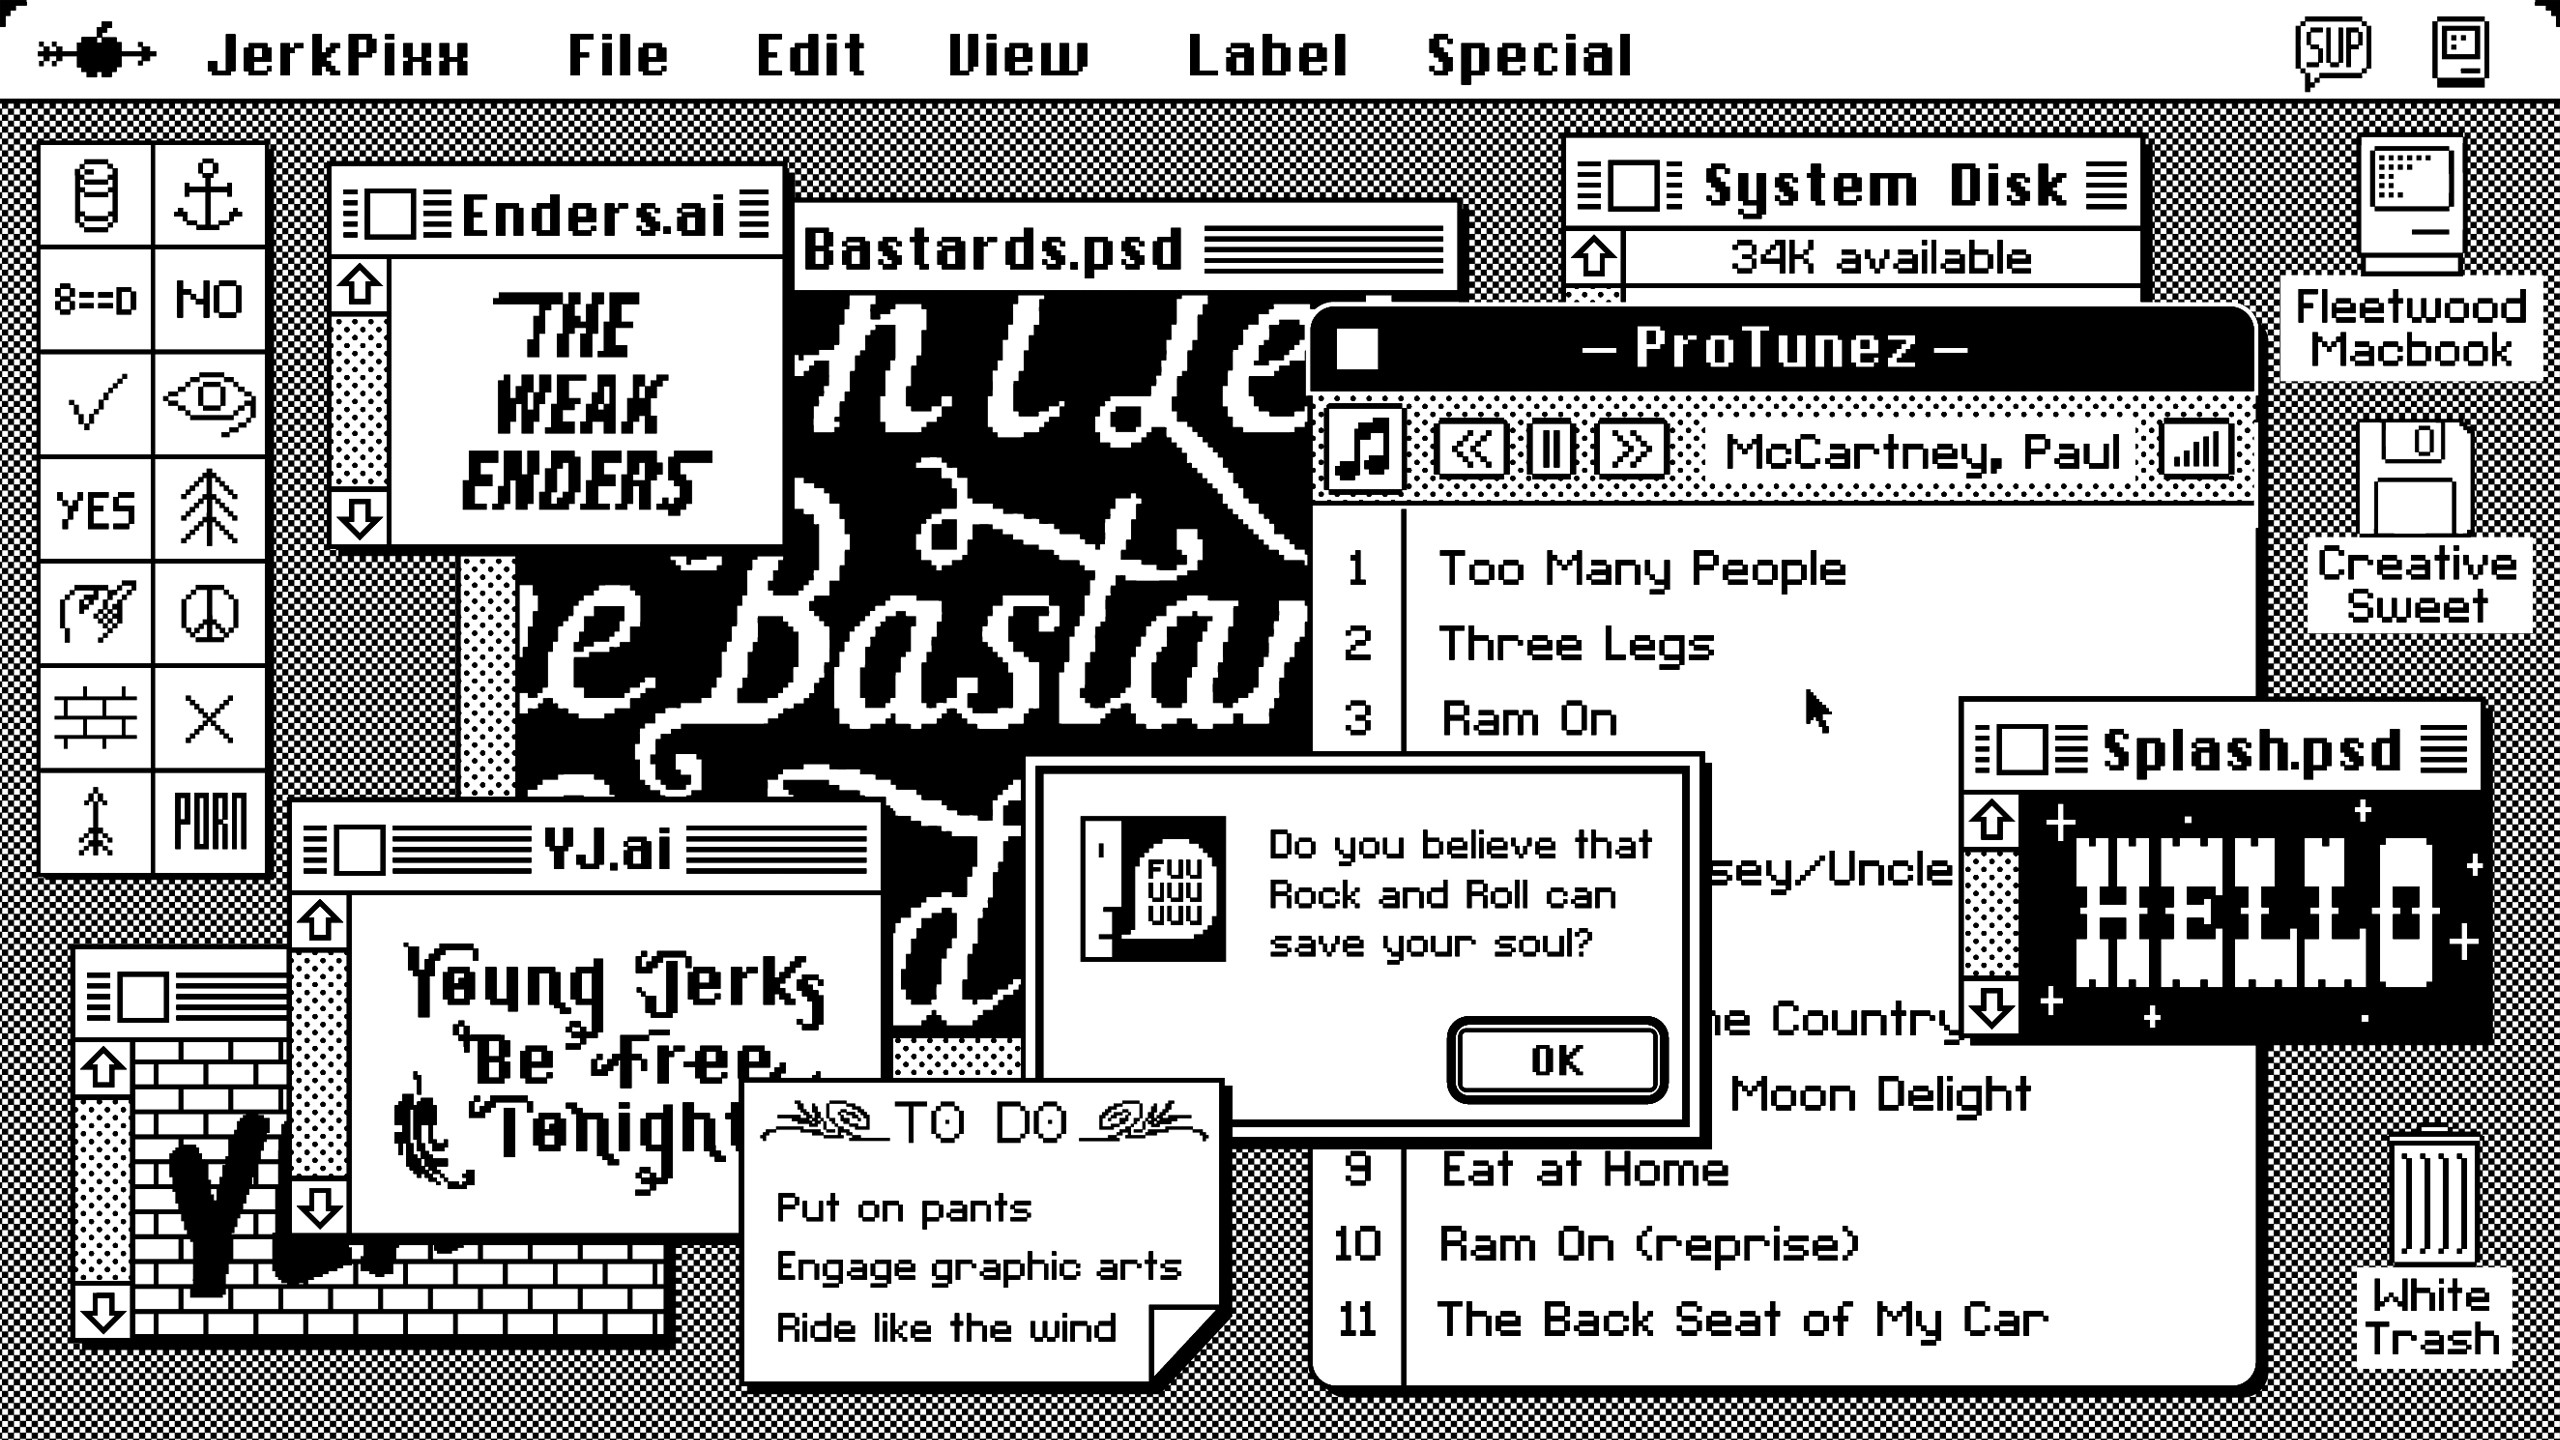 JerkPixx File Edit View Label Special SUP
8==D NO
YES
PORN
Enders.ai
THE
WEAK
ENDERS
Bastards.psd
e Bastar
System Disk
34K available
ProTunez
McCartney, Paul
1 Too Many People
2 Three Legs
3 Ram On
sey/Uncle
he Country
Moon Delight
9 Eat at Home
10 Ram On (reprise)
11 The Back Seat of My Car
Fleetwood
Macbook
Creative
Sweet
Splash.psd
HELLO
FUU
UUU
UUU
Do you believe that
Rock and Roll can
save your soul?
OK
YJ.ai
Young Jerks
Be Free
Tonight
TO DO
Put on pants
Engage graphic arts
Ride like the wind
White
Trash